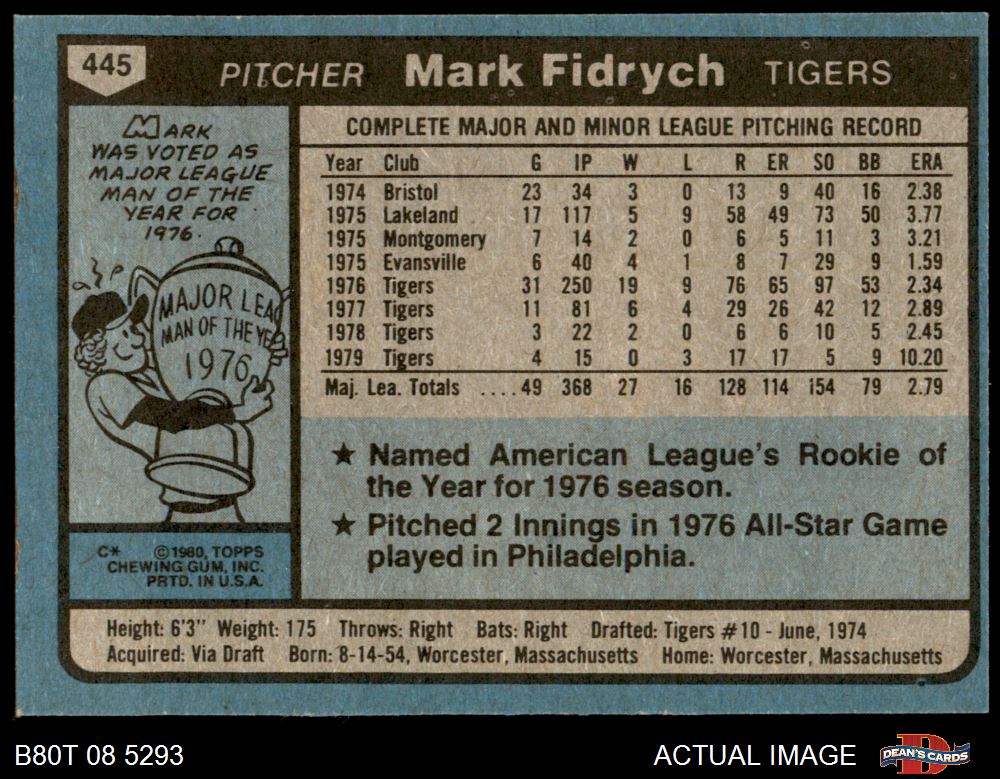 445 PITCHER Mark Fidrych TIGERS
MARK
WAS VOTED AS
MAJOR LEAGUE
MAN OF THE
YEAR FOR
1976.
MAJOR LEA
MAN OF THE YE
1976
C* ©1980, TOPPS
CHEWING GUM, INC.
PRTD. IN U.S.A.
COMPLETE MAJOR AND MINOR LEAGUE PITCHING RECORD
Year Club G IP W L R ER SO BB ERA
1974 Bristol 23 34 3 0 13 9 40 16 2.38
1975 Lakeland 17 117 5 9 58 49 73 50 3.77
1975 Montgomery 7 14 2 0 6 5 11 3 3.21
1975 Evansville 6 40 4 1 8 7 29 9 1.59
1976 Tigers 31 250 19 9 76 65 97 53 2.34
1977 Tigers 11 81 6 4 29 26 42 12 2.89
1978 Tigers 3 22 2 0 6 6 10 5 2.45
1979 Tigers 4 15 0 3 17 17 5 9 10.20
Maj. Lea. Totals ....49 368 27 16 128 114 154 79 2.79
★ Named American League's Rookie of
the Year for 1976 season.
★ Pitched 2 Innings in 1976 All-Star Game
played in Philadelphia.
Height: 6'3" Weight: 175 Throws: Right Bats: Right Drafted: Tigers #10 - June, 1974
Acquired: Via Draft Born: 8-14-54, Worcester, Massachusetts Home: Worcester, Massachusetts
B80T 08 5293 ACTUAL IMAGE D DEAN'S CARDS